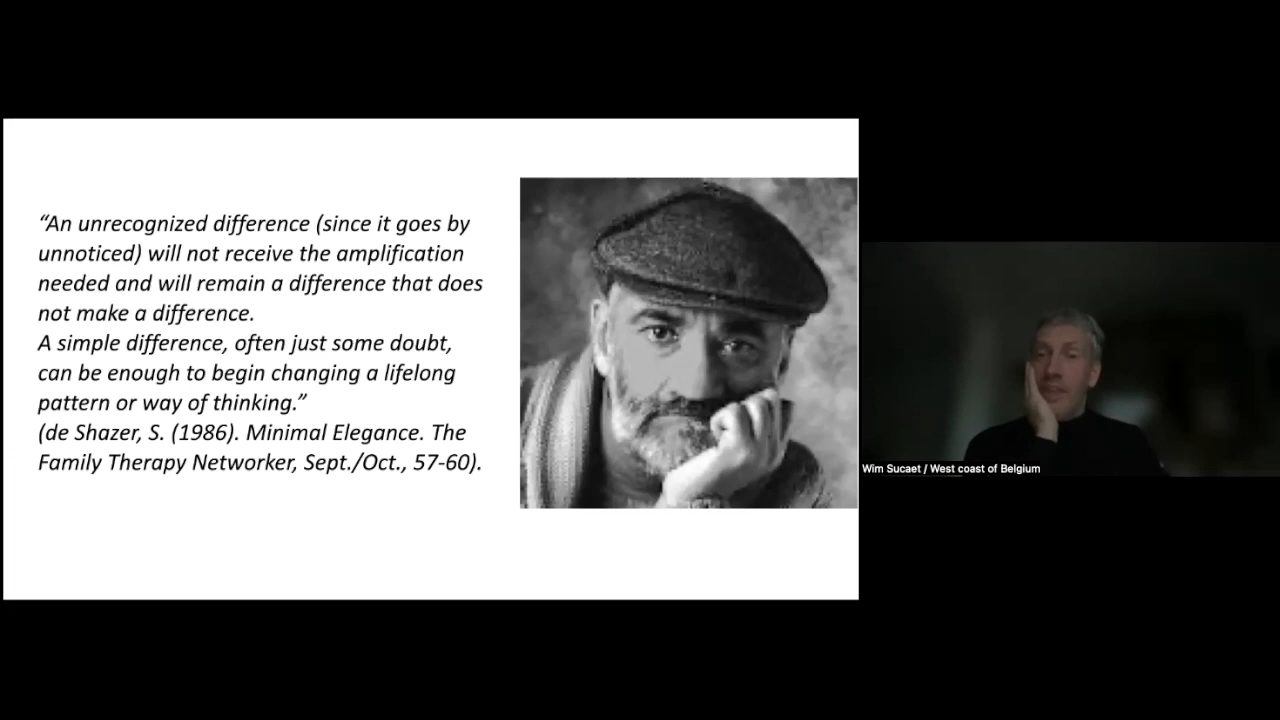 “An unrecognized difference (since it goes by
unnoticed) will not receive the amplification
needed and will remain a difference that does
not make a difference.
A simple difference, often just some doubt,
can be enough to begin changing a lifelong
pattern or way of thinking.”
(de Shazer, S. (1986). Minimal Elegance. The
Family Therapy Networker, Sept./Oct., 57-60).
Wim Sucaet / West coast of Belgium